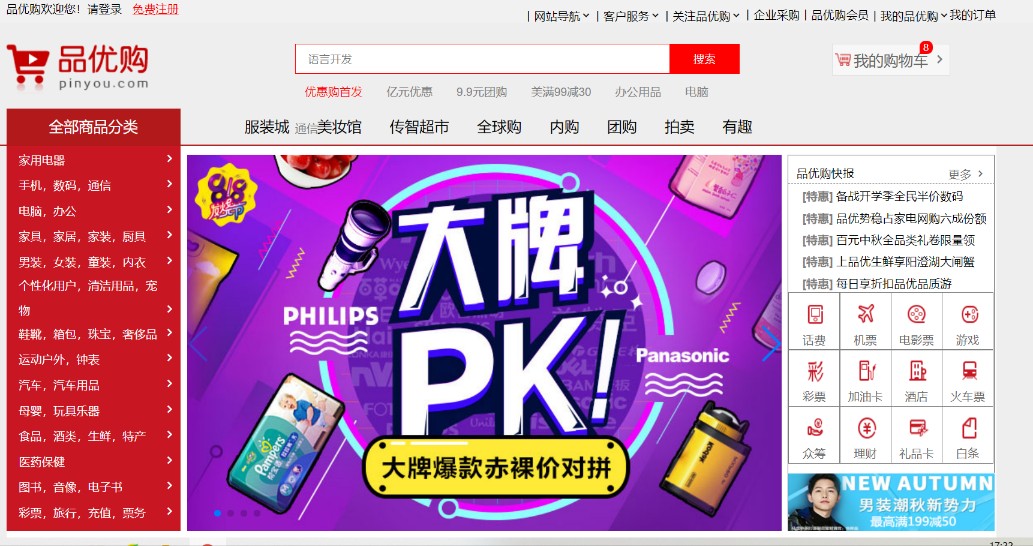 品优购欢迎您！请登录 免费注册
网站导航 | 客户服务 | 关注品优购 | 企业采购 | 品优购会员 | 我的品优购 我的订单
品优购
pinyou.com
语言开发 搜索
我的购物车 8
优惠购首发 亿元优惠 9.9元团购 美满99减30 办公用品 电脑
全部商品分类
服装城 通信 美妆馆 传智超市 全球购 内购 团购 拍卖 有趣
家用电器
手机，数码，通信
电脑，办公
家具，家居，家装，厨具
男装，女装，童装，内衣
个性化用户，清洁用品，宠
物
鞋靴，箱包，珠宝，奢侈品
运动户外，钟表
汽车，汽车用品
母婴，玩具乐器
食品，酒类，生鲜，特产
医药保健
图书，音像，电子书
彩票，旅行，充值，票务
818
大牌
PK!
PHILIPS
Panasonic
Pampers
大牌爆款赤裸价对拼
品优购快报 更多
[特惠] 备战开学季全民半价数码
[特惠] 品优势稳占家电网购六成份额
[特惠] 百元中秋全品类礼卷限量领
[特惠] 上品优生鲜享阳澄湖大闸蟹
[特惠] 每日享折扣品优品质游
话费 机票 电影票 游戏
彩票 加油卡 酒店 火车票
众筹 理财 礼品卡 白条
NEW AUTUMN
男装潮秋新势力
最高满199减50